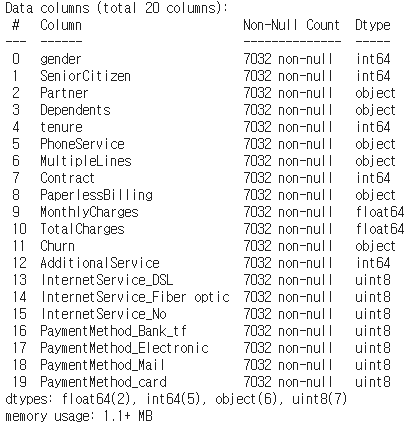 Data columns (total 20 columns):
 #   Column                      Non-Null Count  Dtype
---  ------                      --------------  -----
 0   gender                      7032 non-null   int64
 1   SeniorCitizen               7032 non-null   int64
 2   Partner                     7032 non-null   object
 3   Dependents                  7032 non-null   object
 4   tenure                      7032 non-null   int64
 5   PhoneService                7032 non-null   object
 6   MultipleLines               7032 non-null   object
 7   Contract                    7032 non-null   int64
 8   PaperlessBilling            7032 non-null   object
 9   MonthlyCharges              7032 non-null   float64
 10  TotalCharges                7032 non-null   float64
 11  Churn                       7032 non-null   object
 12  AdditionalService           7032 non-null   int64
 13  InternetService_DSL         7032 non-null   uint8
 14  InternetService_Fiber optic 7032 non-null   uint8
 15  InternetService_No          7032 non-null   uint8
 16  PaymentMethod_Bank_tf       7032 non-null   uint8
 17  PaymentMethod_Electronic    7032 non-null   uint8
 18  PaymentMethod_Mail          7032 non-null   uint8
 19  PaymentMethod_card          7032 non-null   uint8
dtypes: float64(2), int64(5), object(6), uint8(7)
memory usage: 1.1+ MB